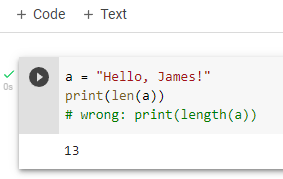 + Code + Text
0s
a = "Hello, James!"
print(len(a))
# wrong: print(length(a))
13